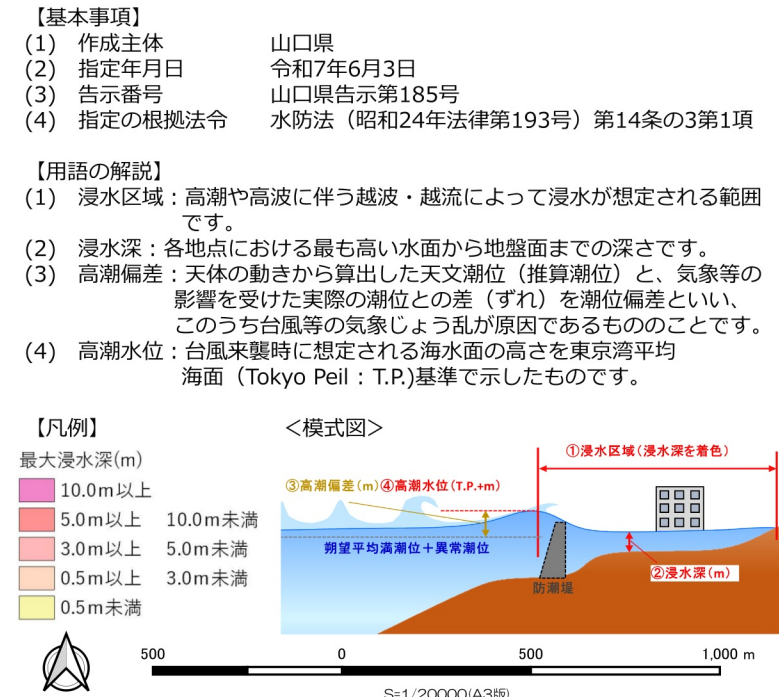 【基本事項】
(1) 作成主体 山口県
(2) 指定年月日 令和7年6月3日
(3) 告示番号 山口県告示第185号
(4) 指定の根拠法令 水防法（昭和24年法律第193号）第14条の3第1項
【用語の解説】
(1) 浸水区域：高潮や高波に伴う越波・越流によって浸水が想定される範囲
です。
(2) 浸水深：各地点における最も高い水面から地盤面までの深さです。
(3) 高潮偏差：天体の動きから算出した天文潮位（推算潮位）と、気象等の
影響を受けた実際の潮位との差（ずれ）を潮位偏差といい、
このうち台風等の気象じょう乱が原因であるもののことです。
(4) 高潮水位：台風来襲時に想定される海水面の高さを東京湾平均
海面（Tokyo Peil：T.P.)基準で示したものです。
【凡例】
最大浸水深(m)
10.0m以上
5.0m以上 10.0m未満
3.0m以上 5.0m未満
0.5m以上 3.0m未満
0.5m未満
＜模式図＞
①浸水区域(浸水深を着色)
③高潮偏差(m)④高潮水位(T.P.+m)
朔望平均満潮位＋異常潮位
②浸水深(m)
防潮堤
500 0 500 1,000 m
S=1/20000(A3版)